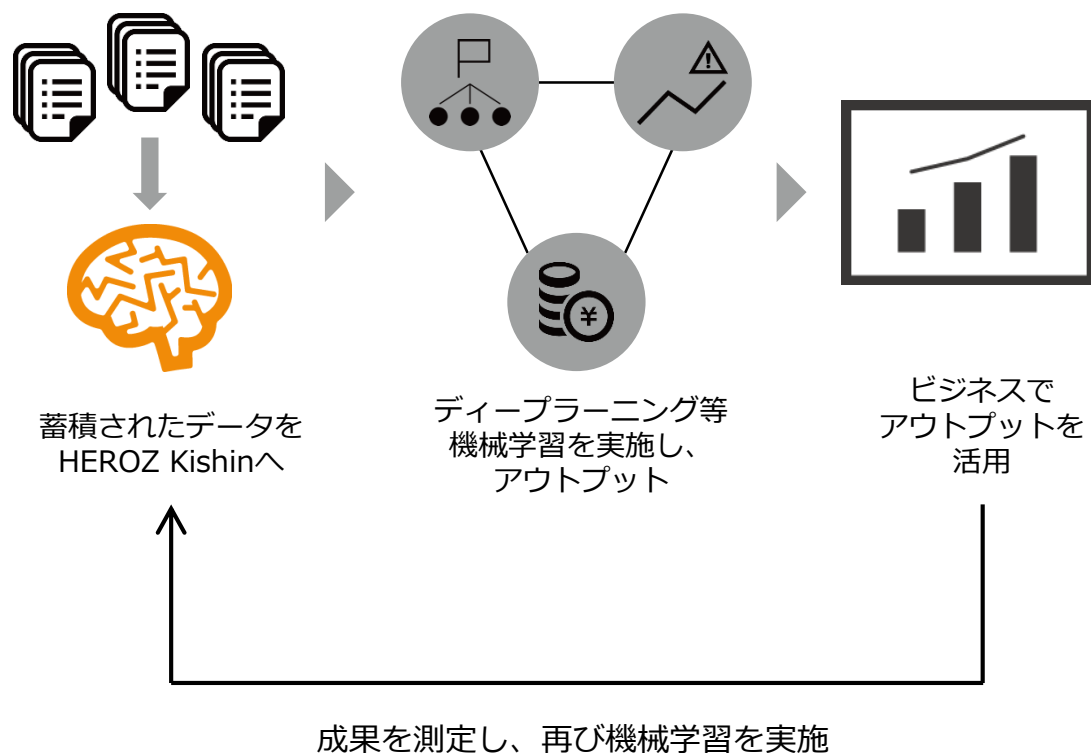 ¥
蓄積されたデータを
HEROZ Kishinへ
ディープラーニング等
機械学習を実施し、
アウトプット
ビジネスで
アウトプットを
活用
成果を測定し、再び機械学習を実施